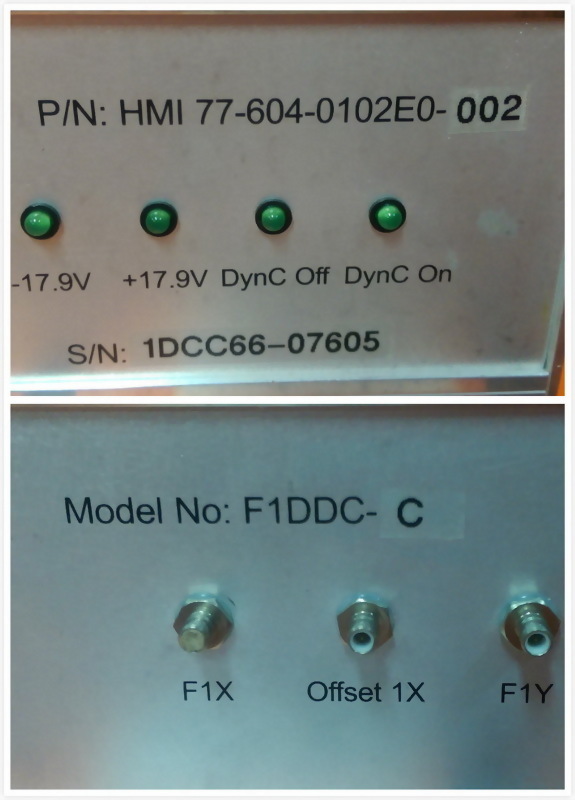 P/N: HMI 77-604-0102E0-002
-17.9V +17.9V DynC Off DynC On
S/N: 1DCC66-07605
Model No: F1DDC-C
F1X Offset 1X F1Y